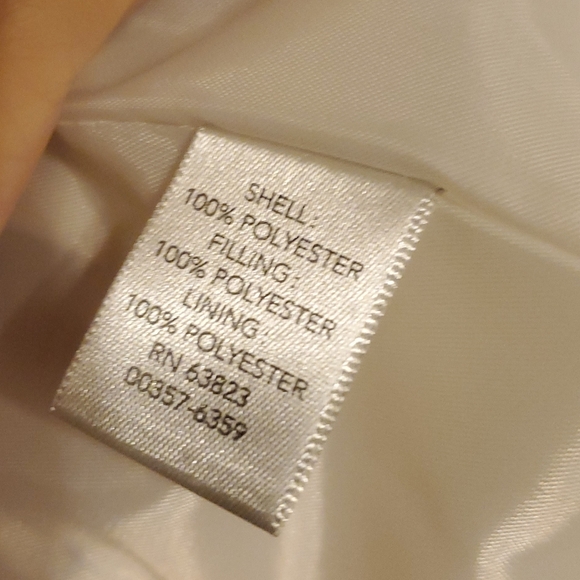 SHELL:
100% POLYESTER
FILLING:
100% POLYESTER
LINING:
100% POLYESTER
RN 63823
00357-6359